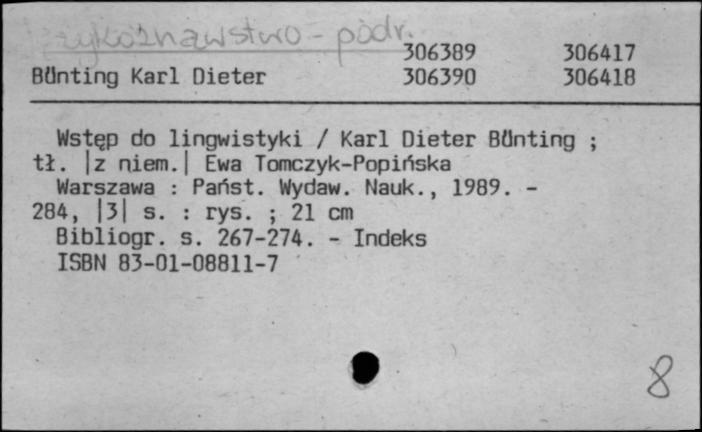 Językoznawstwo - podr.
306389 306417
Bünting Karl Dieter 306390 306418
Wstęp do lingwistyki / Karl Dieter Bünting ;
tł. |z niem.| Ewa Tomczyk-Popińska
Warszawa : Państ. Wydaw. Nauk., 1989. -
284, |3| s. : rys. ; 21 cm
Bibliogr. s. 267-274. - Indeks
ISBN 83-01-08811-7
8